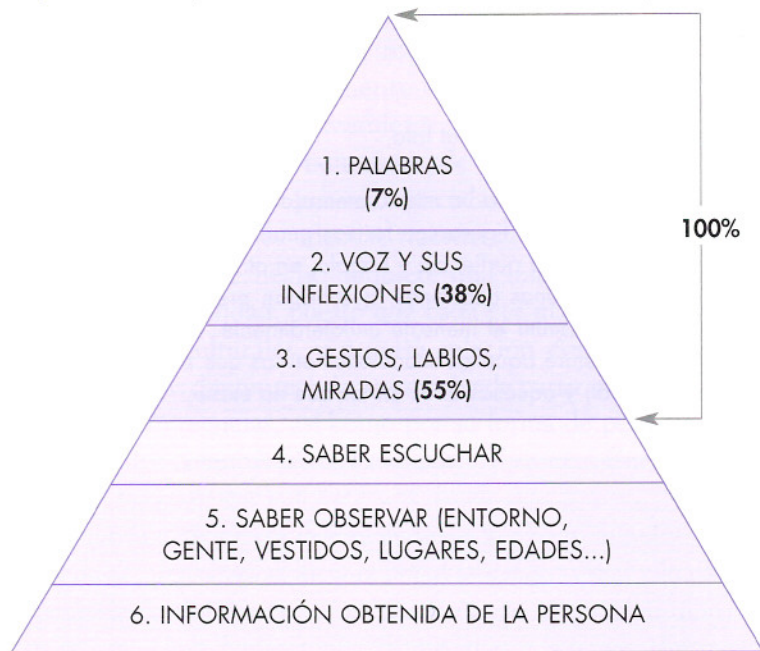 1. PALABRAS
(7%)
100%
2. VOZ Y SUS
INFLEXIONES (38%)
3. GESTOS, LABIOS,
MIRADAS (55%)
4. SABER ESCUCHAR
5. SABER OBSERVAR (ENTORNO,
GENTE, VESTIDOS, LUGARES, EDADES...)
6. INFORMACIÓN OBTENIDA DE LA PERSONA